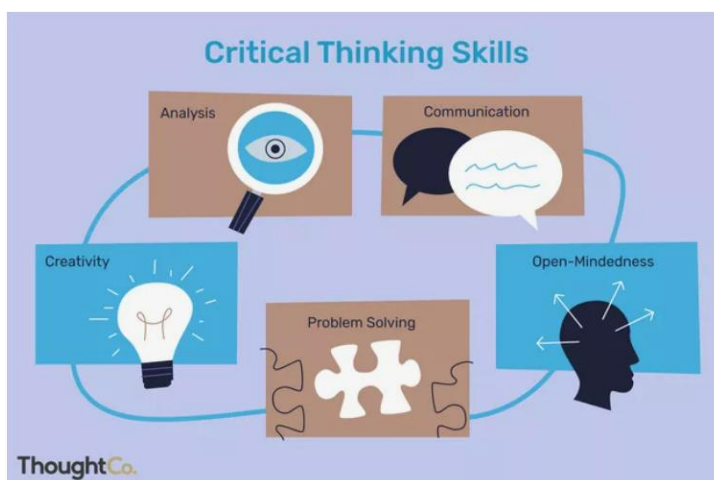 Critical Thinking Skills
Analysis
Communication
Creativity
Open-Mindedness
Problem Solving
ThoughtCo.